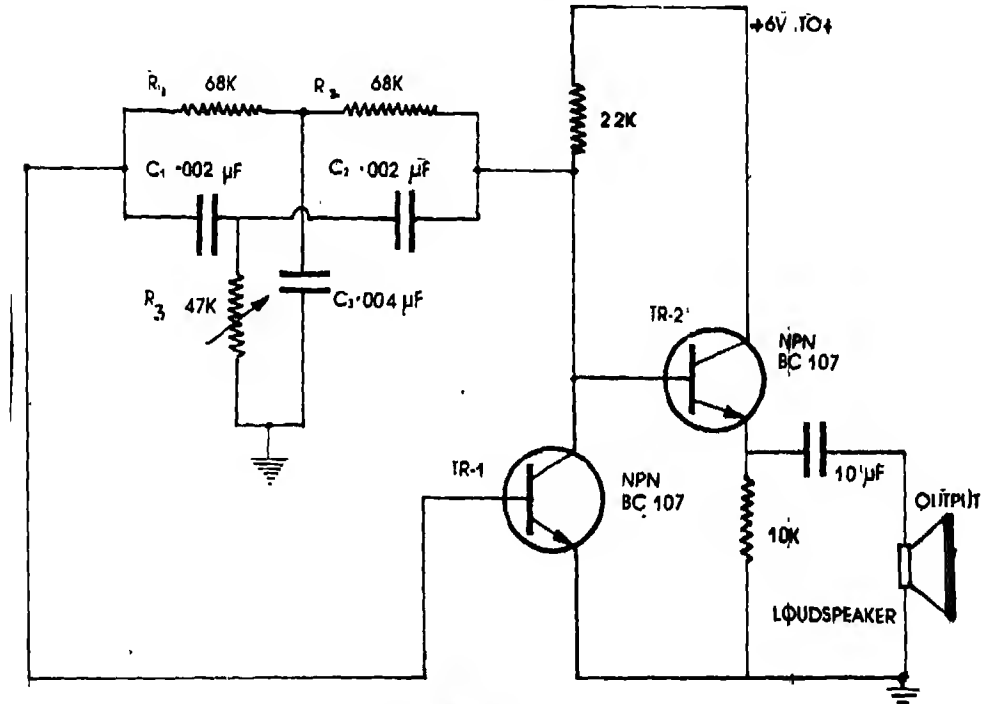 +6V .TO+
R1 68K R2 68K
22K
C1 .002 µF C2 .002 µF
R3 47K
C3 .004 µF
TR-2
NPN
BC 107
TR-1
NPN
BC 107
10 µF
OUTPUT
10K
LOUDSPEAKER